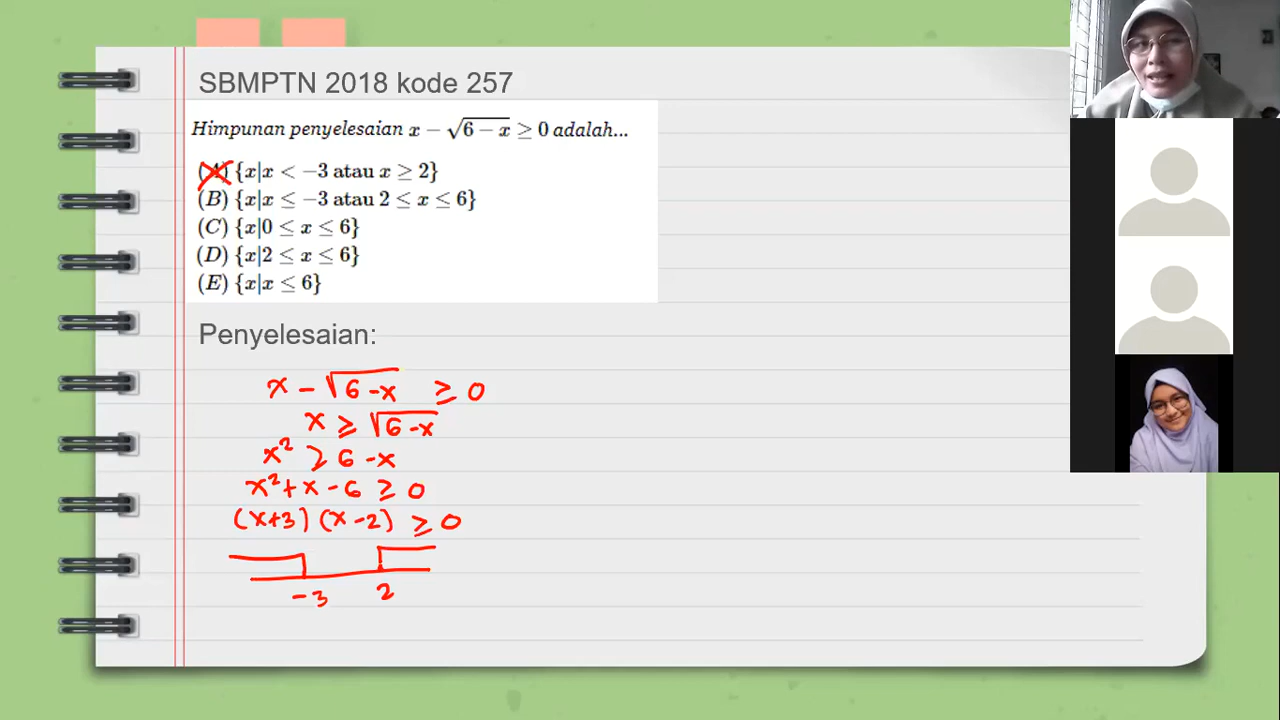 SBMPTN 2018 kode 257
Himpunan penyelesaian x − √(6 − x) ≥ 0 adalah...
(A) {x|x < −3 atau x ≥ 2}
(B) {x|x ≤ −3 atau 2 ≤ x ≤ 6}
(C) {x|0 ≤ x ≤ 6}
(D) {x|2 ≤ x ≤ 6}
(E) {x|x ≤ 6}
Penyelesaian:
x − √(6 − x) ≥ 0
x ≥ √(6 − x)
x² ≥ 6 − x
x² + x − 6 ≥ 0
(x+3) (x − 2) ≥ 0
−3 2